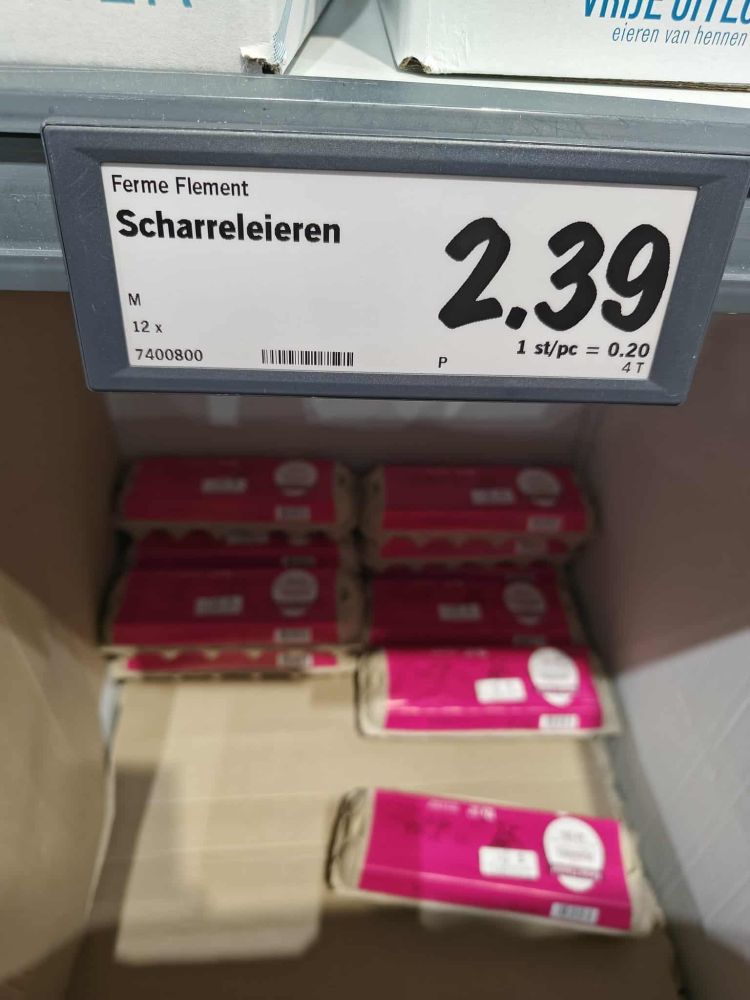 eieren van hennen
Ferme Flement
Scharreleieren
2.39
M
12 x
7400800
P
1 st/pc = 0.20
4 T